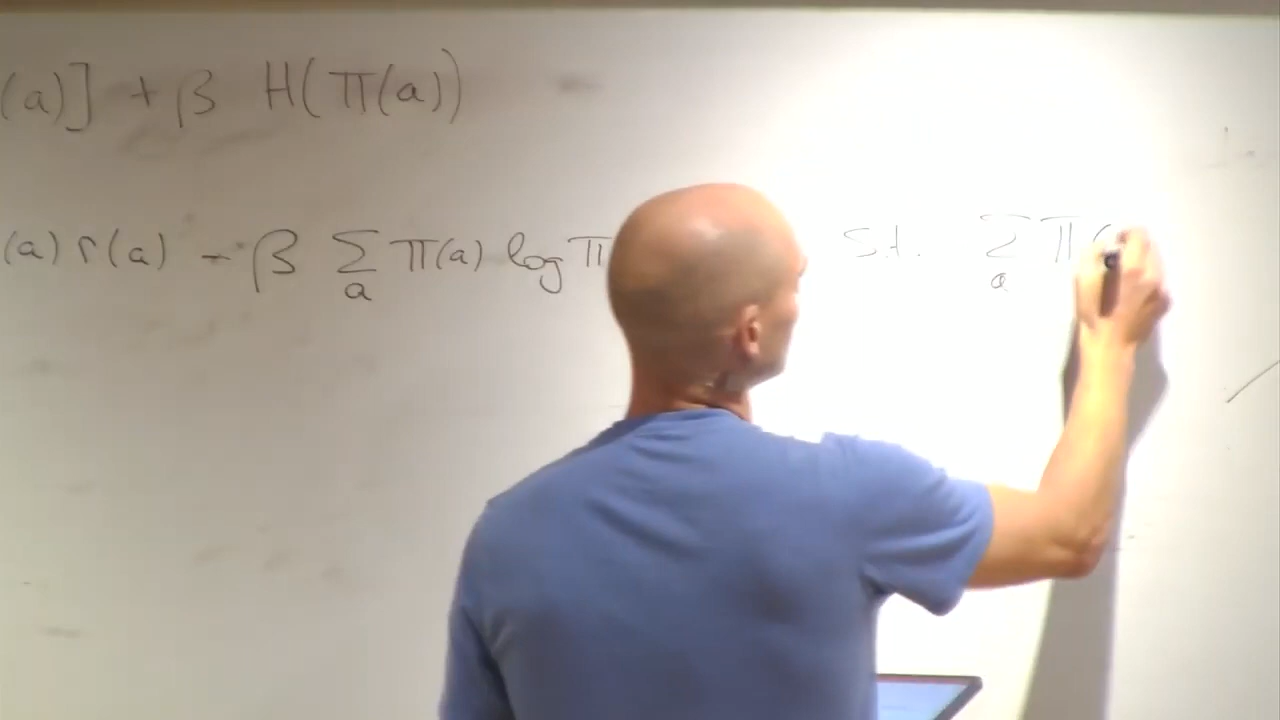 (a)] + β H(π(a))
(a) r(a) - β ∑ₐ π(a) log π s.t. ∑ₐ π(